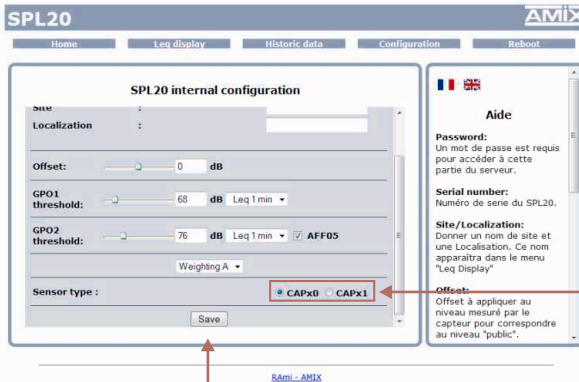 SPL20
AMiX
Home
Leq display
Historic data
Configuration
Reboot
SPL20 internal configuration
Site :
Localization :
Offset: 0 dB
GPO1 threshold: 68 dB Leq 1 min
GPO2 threshold: 76 dB Leq 1 min AFF05
Weighting A
Sensor type : CAPx0 CAPx1
Save
Aide
Password:
Un mot de passe est requis
pour accéder à cette
partie du serveur.
Serial number:
Numéro de serie du SPL20.
Site/Localization:
Donner un nom de site et
une Localisation. Ce nom
apparaîtra dans le menu
"Leq Display"
Offset:
Offset à appliquer au
niveau mesuré par le
capteur pour correspondre
au niveau "public".
RAmi - AMIX